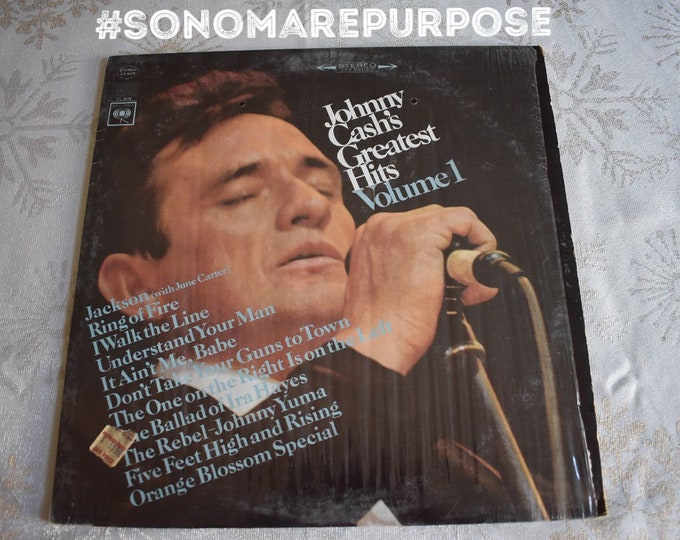 #SONOMAREPURPOSE
STEREO
Johnny
Cash's
Greatest
Hits
Volume 1
Jackson (with June Carter)
Ring of Fire
I Walk the Line
Understand Your Man
It Ain't Me, Babe
Don't Take Your Guns to Town
The One on the Right Is on the Left
The Ballad of Ira Hayes
The Rebel-Johnny Yuma
Five Feet High and Rising
Orange Blossom Special